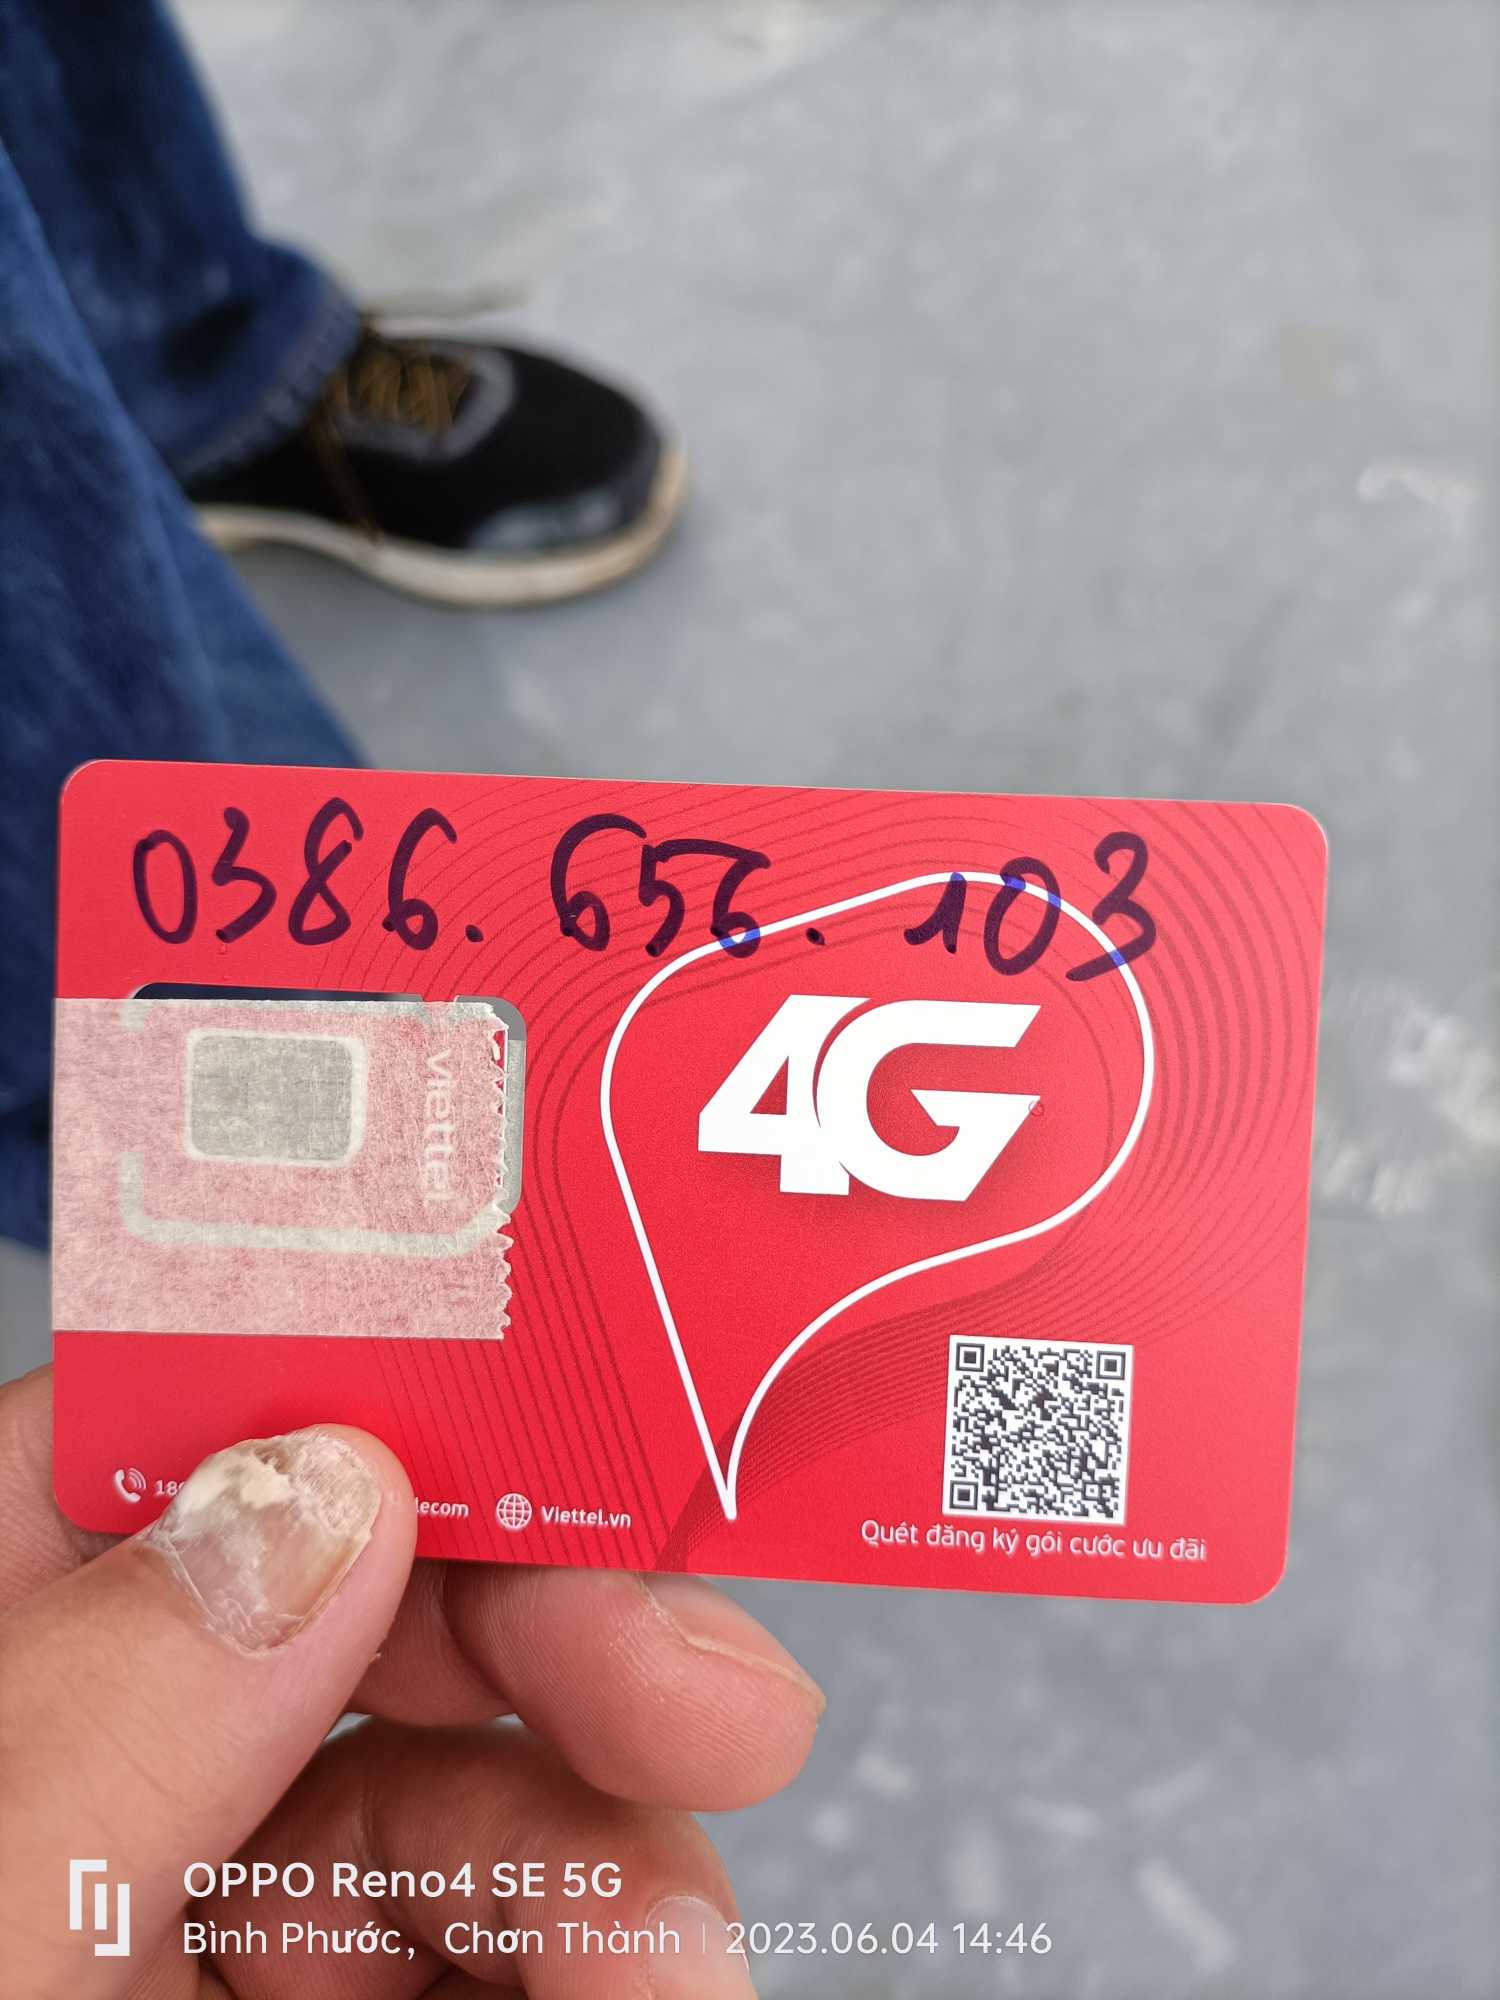 0386.656.103
Viettel
4G
Viettel.vn
Quét đăng ký gói cước ưu đãi
OPPO Reno4 SE 5G
Bình Phước, Chơn Thành | 2023.06.04 14:46